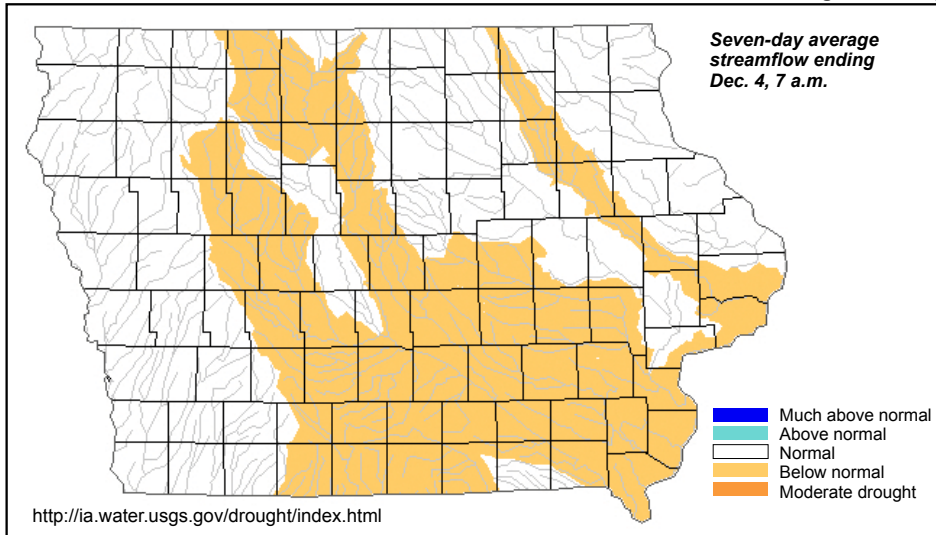 Seven-day average
streamflow ending
Dec. 4, 7 a.m.
Much above normal
Above normal
Normal
Below normal
Moderate drought
http://ia.water.usgs.gov/drought/index.html